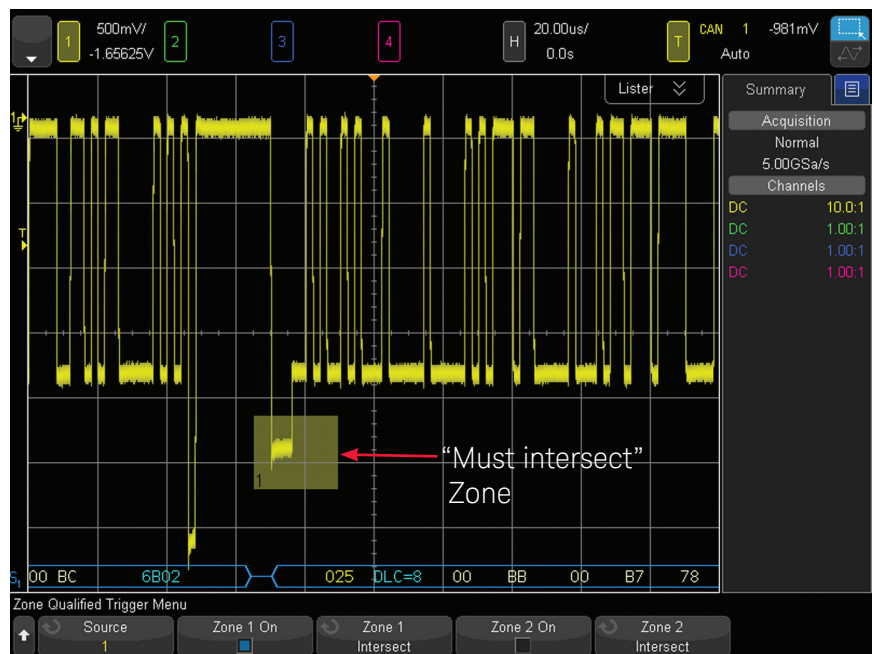 1 500mV/ -1.65625V 2 3 4 H 20.00us/ 0.0s T CAN 1 -981mV Auto
Lister
Summary
Acquisition
Normal
5.00GSa/s
Channels
DC 10.0:1
DC 1.00:1
DC 1.00:1
DC 1.00:1
1
T
"Must intersect"
Zone
1
S1 00 BC 6B02 025 DLC=8 00 BB 00 B7 78
Zone Qualified Trigger Menu
Source Zone 1 On Zone 1 Zone 2 On Zone 2
1 Intersect Intersect